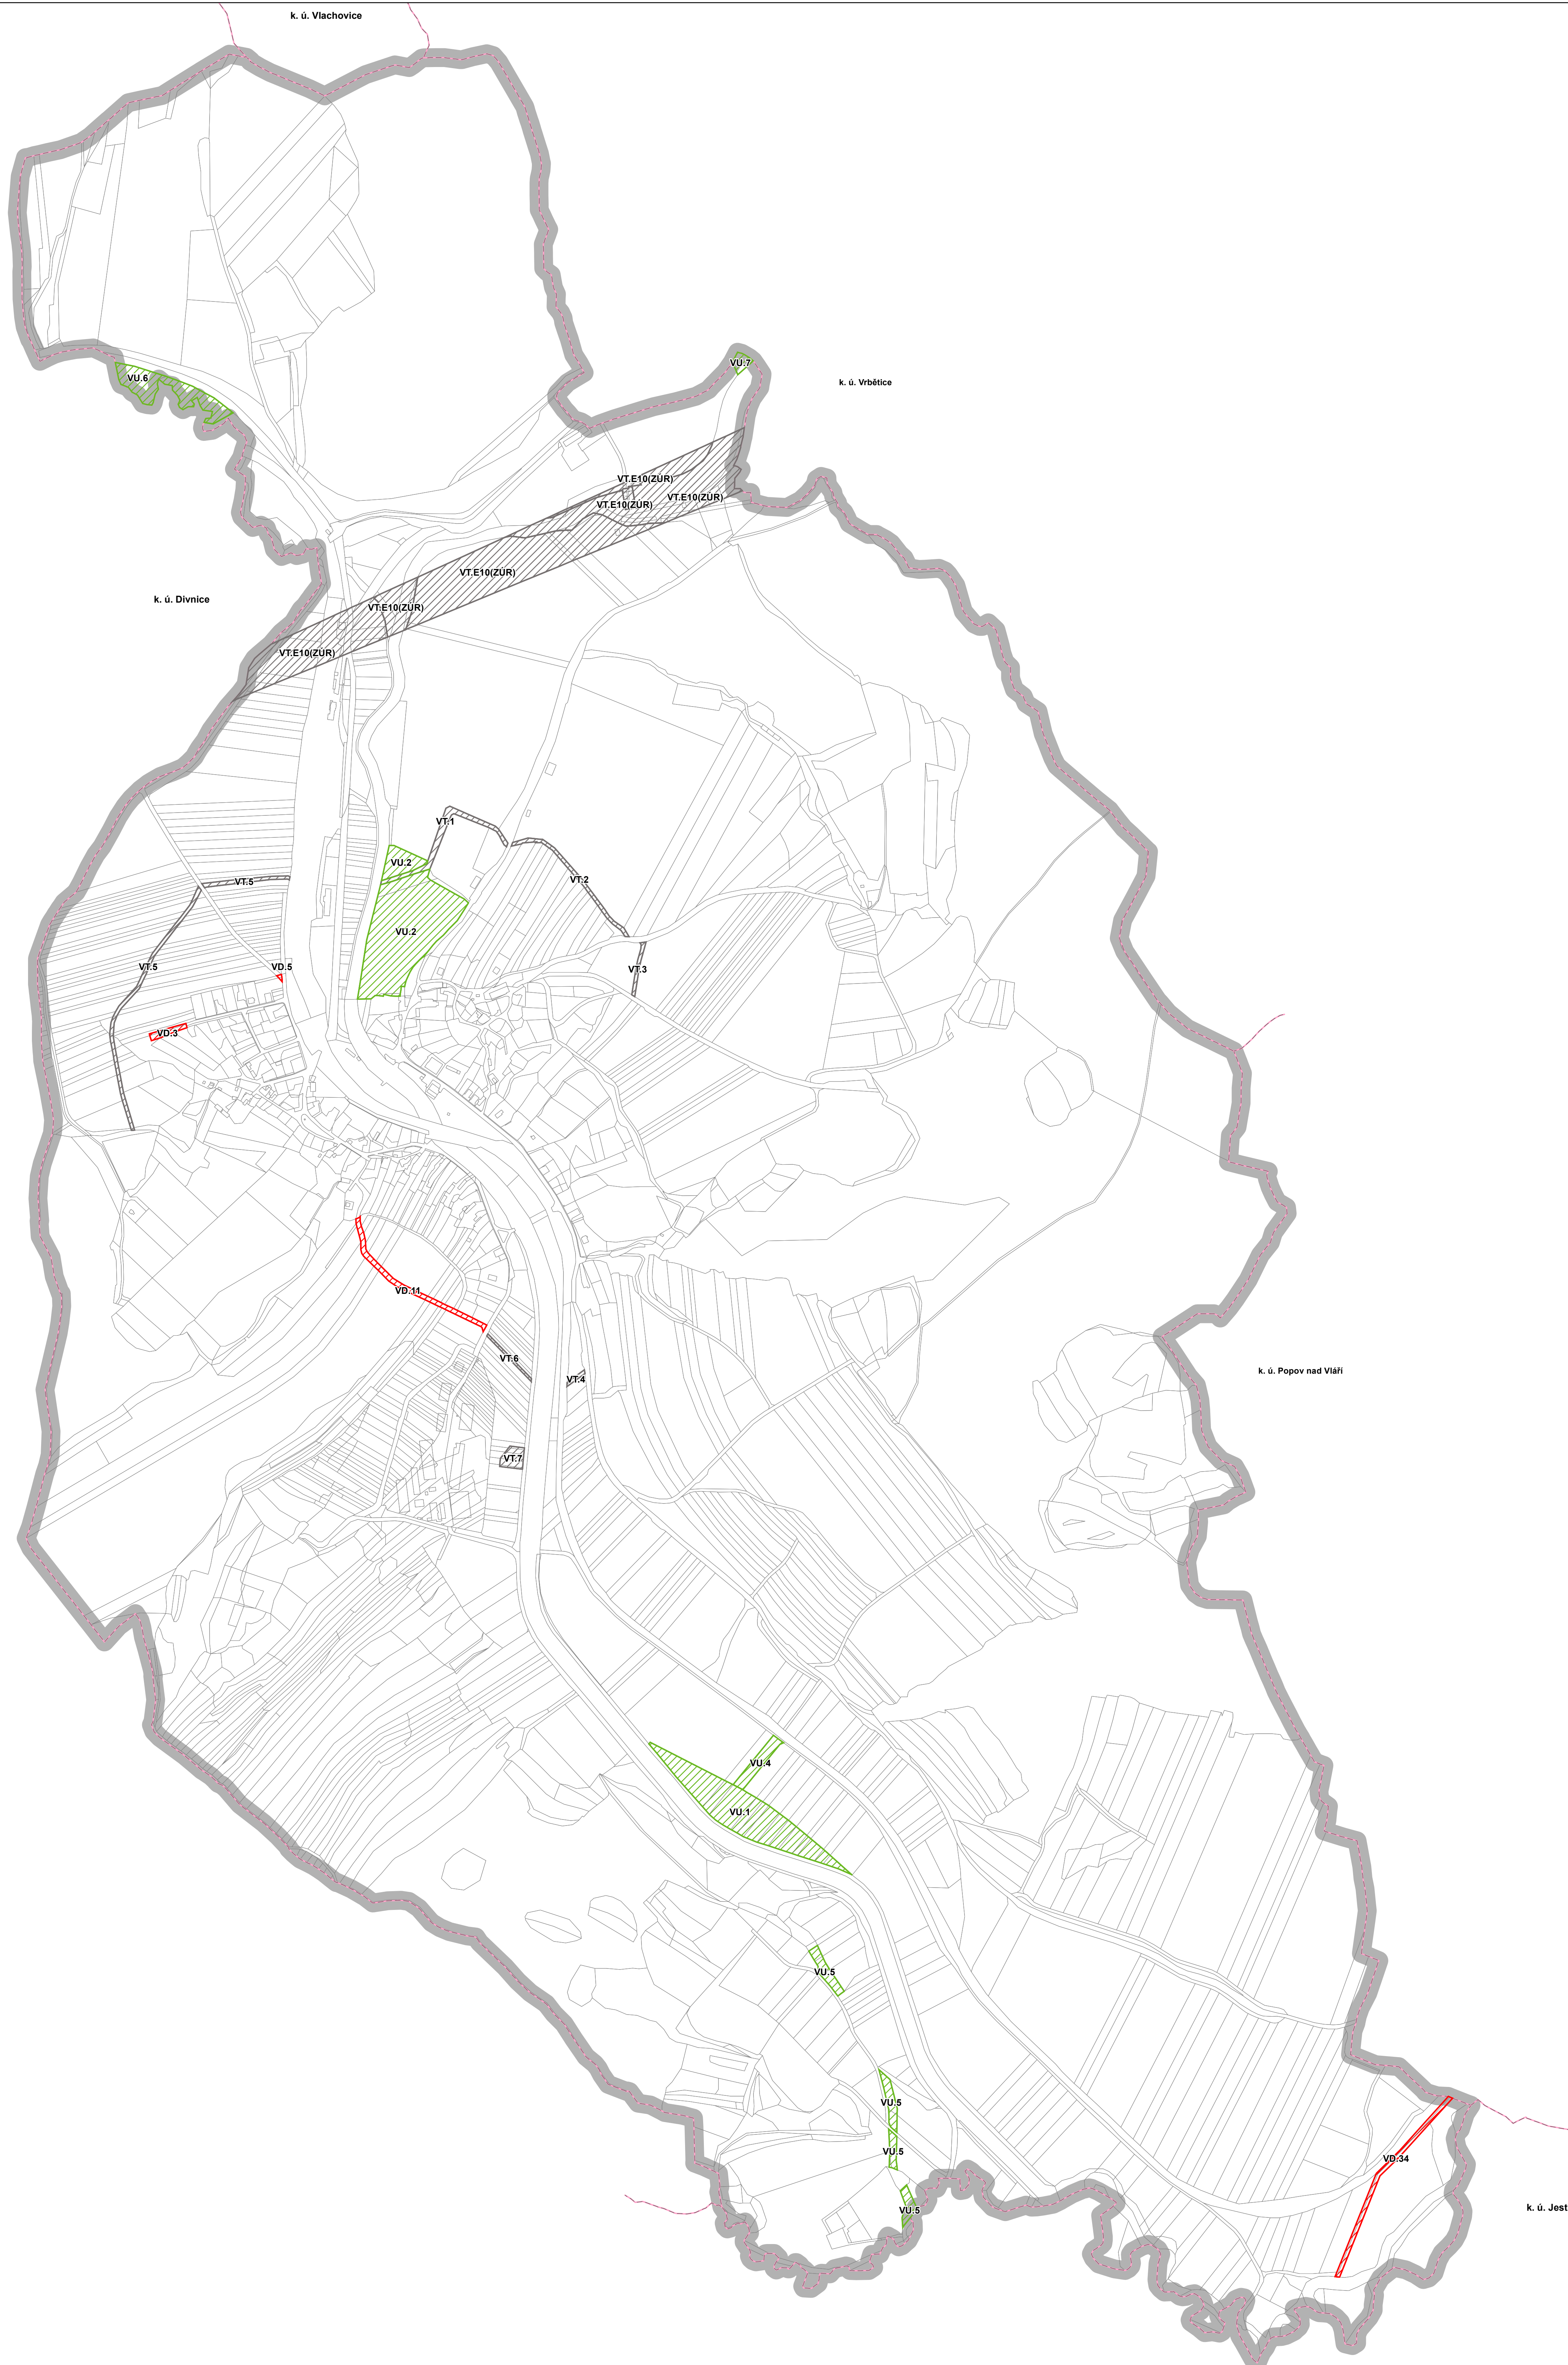 k. ú. Vlachovice
VU.7
VU.6
k. ú. Vrbětice
VT.E10(ZÚR)
VT.E10(ZÚR)
VT.E10(ZÚR)
VT.E10(ZÚR)
k. ú. Divnice
VT.E10(ZÚR)
VT.E10(ZÚR)
VT.1
VU.2
VT.2
VT.5
VU.2
VT.5
VD.5
VT.3
VD.3
VD.11
VT.6
k. ú. Popov nad Vláří
VT.4
VT.7
VU.4
VU.1
VU.5
VU.5
VU.5
VD.34
VU.5
k. ú. Jest